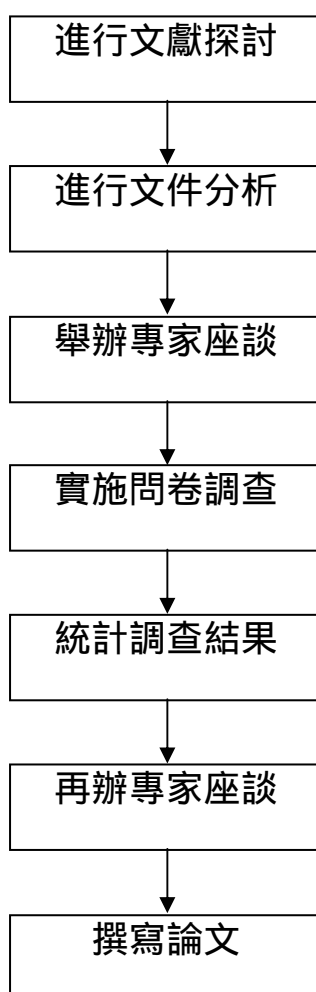 進行文獻探討
進行文件分析
舉辦專家座談
實施問卷調查
統計調查結果
再辦專家座談
撰寫論文